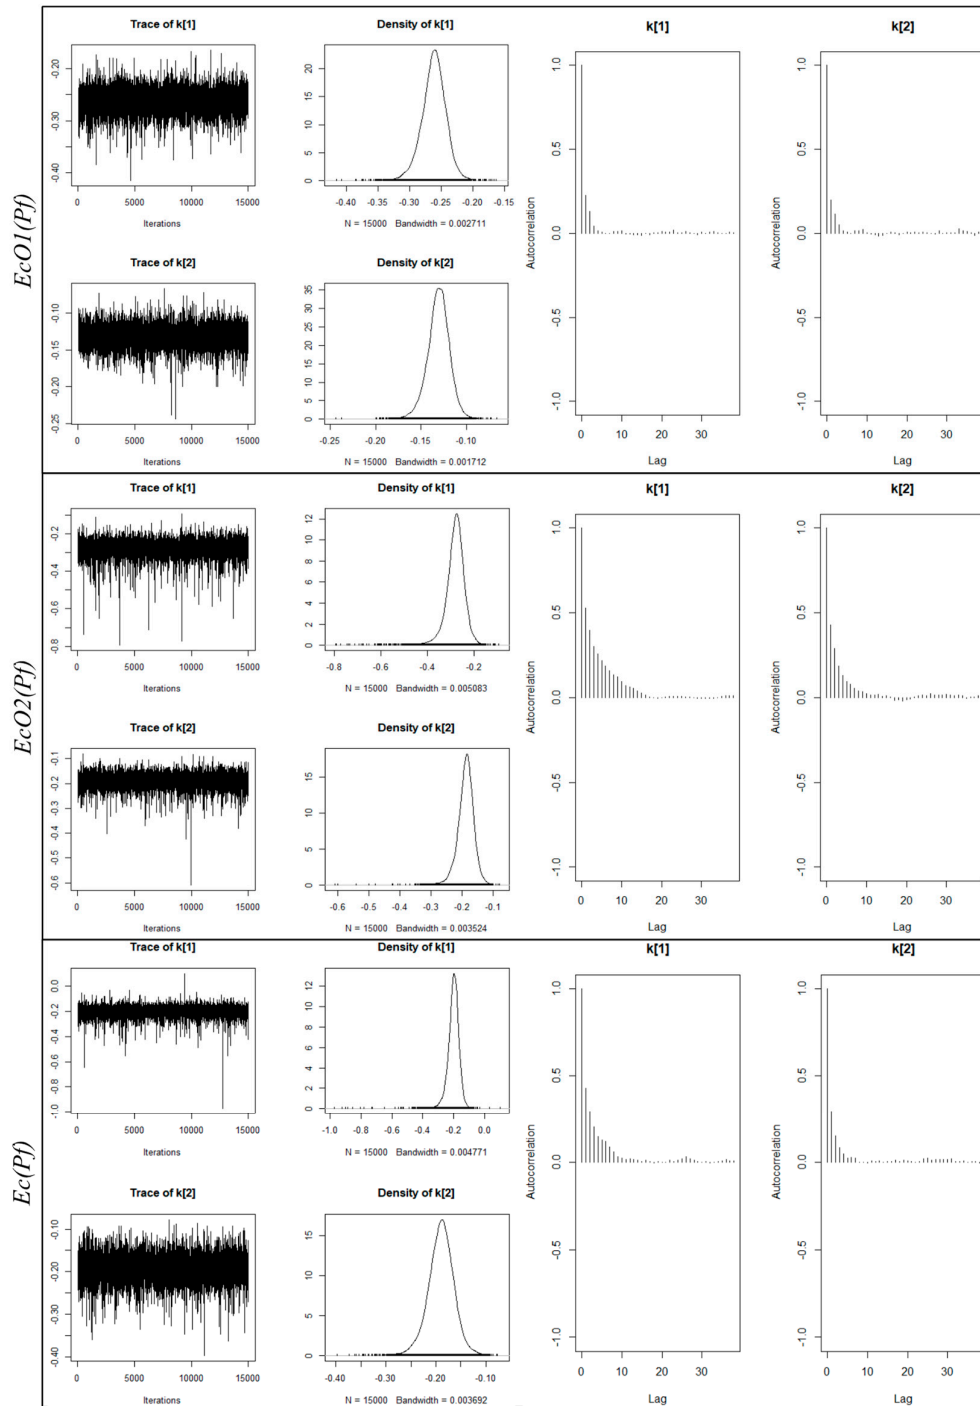 EcO1(Pf)
Trace of k[1]
-0.20
-0.30
-0.40
0 5000 10000 15000
Iterations
Density of k[1]
20
15
10
5
0
-0.40 -0.35 -0.30 -0.25 -0.20 -0.15
N = 15000 Bandwidth = 0.002711
Trace of k[2]
-0.10
-0.15
-0.20
-0.25
0 5000 10000 15000
Iterations
Density of k[2]
35
30
25
20
15
10
5
0
-0.25 -0.20 -0.15 -0.10
N = 15000 Bandwidth = 0.001712
k[1]
Autocorrelation
1.0
0.5
0.0
-0.5
-1.0
0 10 20 30
Lag
k[2]
Autocorrelation
1.0
0.5
0.0
-0.5
-1.0
0 10 20 30
Lag
EcO2(Pf)
Trace of k[1]
-0.2
-0.4
-0.6
-0.8
0 5000 10000 15000
Iterations
Density of k[1]
12
10
8
6
4
2
0
-0.8 -0.6 -0.4 -0.2
N = 15000 Bandwidth = 0.005083
Trace of k[2]
-0.1
-0.2
-0.3
-0.4
-0.5
-0.6
0 5000 10000 15000
Iterations
Density of k[2]
15
10
5
0
-0.6 -0.5 -0.4 -0.3 -0.2 -0.1
N = 15000 Bandwidth = 0.003524
k[1]
Autocorrelation
1.0
0.5
0.0
-0.5
-1.0
0 10 20 30
Lag
k[2]
Autocorrelation
1.0
0.5
0.0
-0.5
-1.0
0 10 20 30
Lag
Ec(Pf)
Trace of k[1]
0.0
-0.2
-0.4
-0.6
-0.8
-1.0
0 5000 10000 15000
Iterations
Density of k[1]
12
10
8
6
4
2
0
-1.0 -0.8 -0.6 -0.4 -0.2 0.0
N = 15000 Bandwidth = 0.004771
Trace of k[2]
-0.10
-0.20
-0.30
-0.40
0 5000 10000 15000
Iterations
Density of k[2]
15
10
5
0
-0.40 -0.30 -0.20 -0.10
N = 15000 Bandwidth = 0.003692
k[1]
Autocorrelation
1.0
0.5
0.0
-0.5
-1.0
0 10 20 30
Lag
k[2]
Autocorrelation
1.0
0.5
0.0
-0.5
-1.0
0 10 20 30
Lag